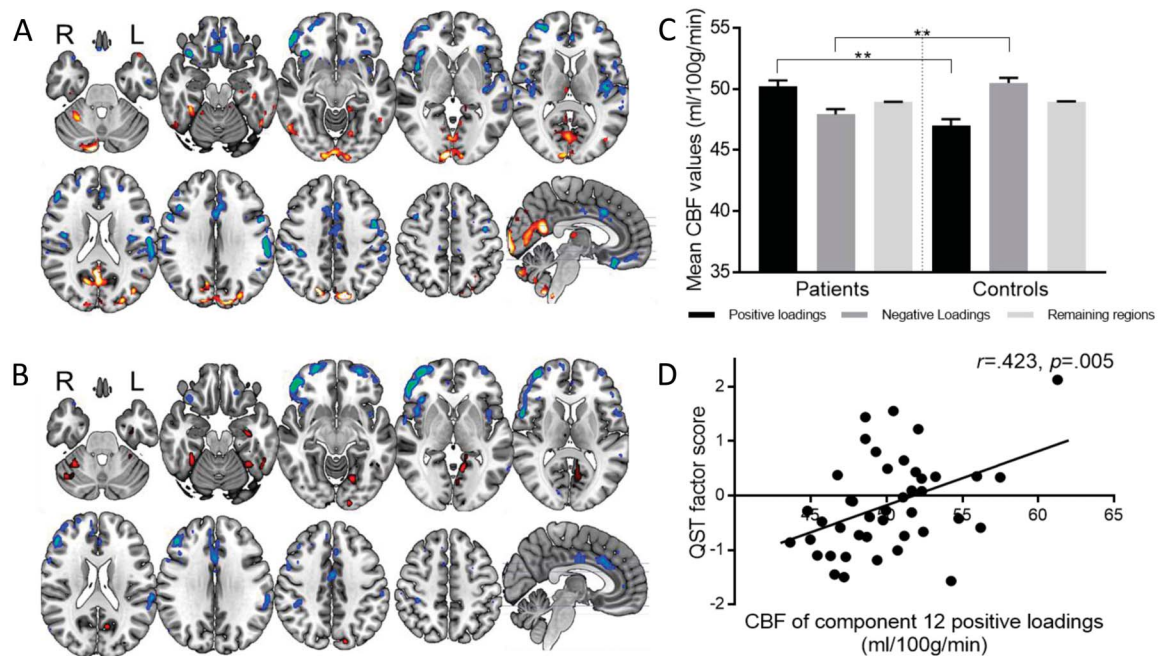 A
R L
B
R L
C
Mean CBF values (ml/100g/min)
55
50
45
40
35
**
**
Patients Controls
Positive loadings Negative Loadings Remaining regions
D
r=.423, p=.005
QST factor score
2
1
0
-1
-2
45 50 55 60 65
CBF of component 12 positive loadings
(ml/100g/min)